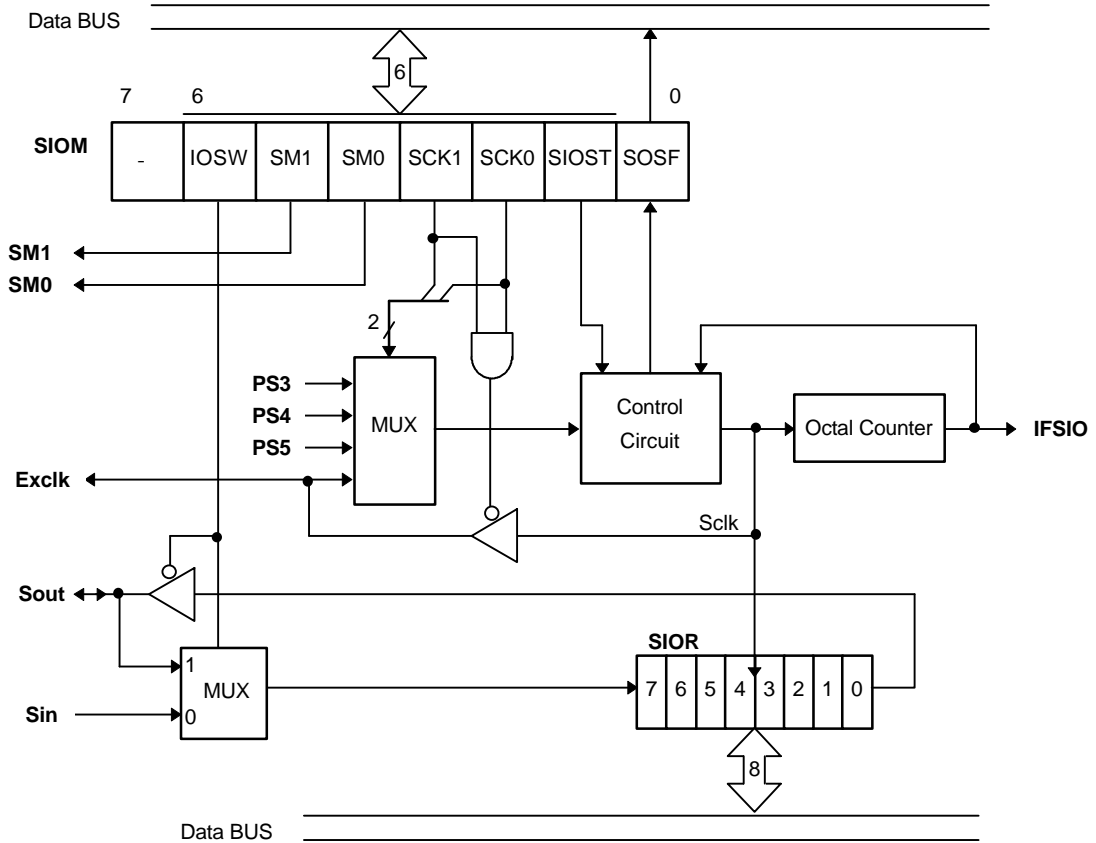 Data BUS
6
7 6 0
SIOM
- IOSW SM1 SM0 SCK1 SCK0 SIOST SOSF
SM1
SM0
2
PS3
PS4
PS5
MUX
Control
Circuit
Octal Counter
IFSIO
Exclk
Sclk
Sout
SIOR
1
MUX
0
Sin
7 6 5 4 3 2 1 0
8
Data BUS